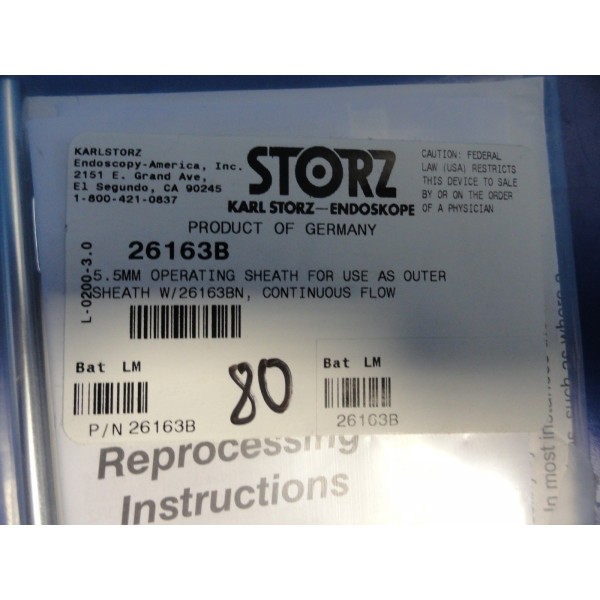 KARLSTORZ
Endoscopy-America, Inc.
2151 E. Grand Ave,
El Segundo, CA 90245
1-800-421-0837
STORZ
KARL STORZ—ENDOSKOPE
CAUTION: FEDERAL
LAW (USA) RESTRICTS
THIS DEVICE TO SALE
BY OR ON THE ORDER
OF A PHYSICIAN
PRODUCT OF GERMANY
26163B
5.5MM OPERATING SHEATH FOR USE AS OUTER
SHEATH W/26163BN, CONTINUOUS FLOW
L-0200-3.0
Bat LM
P/N 26163B
80
Bat LM
26163B
Reprocessing
Instructions
In most
such as where